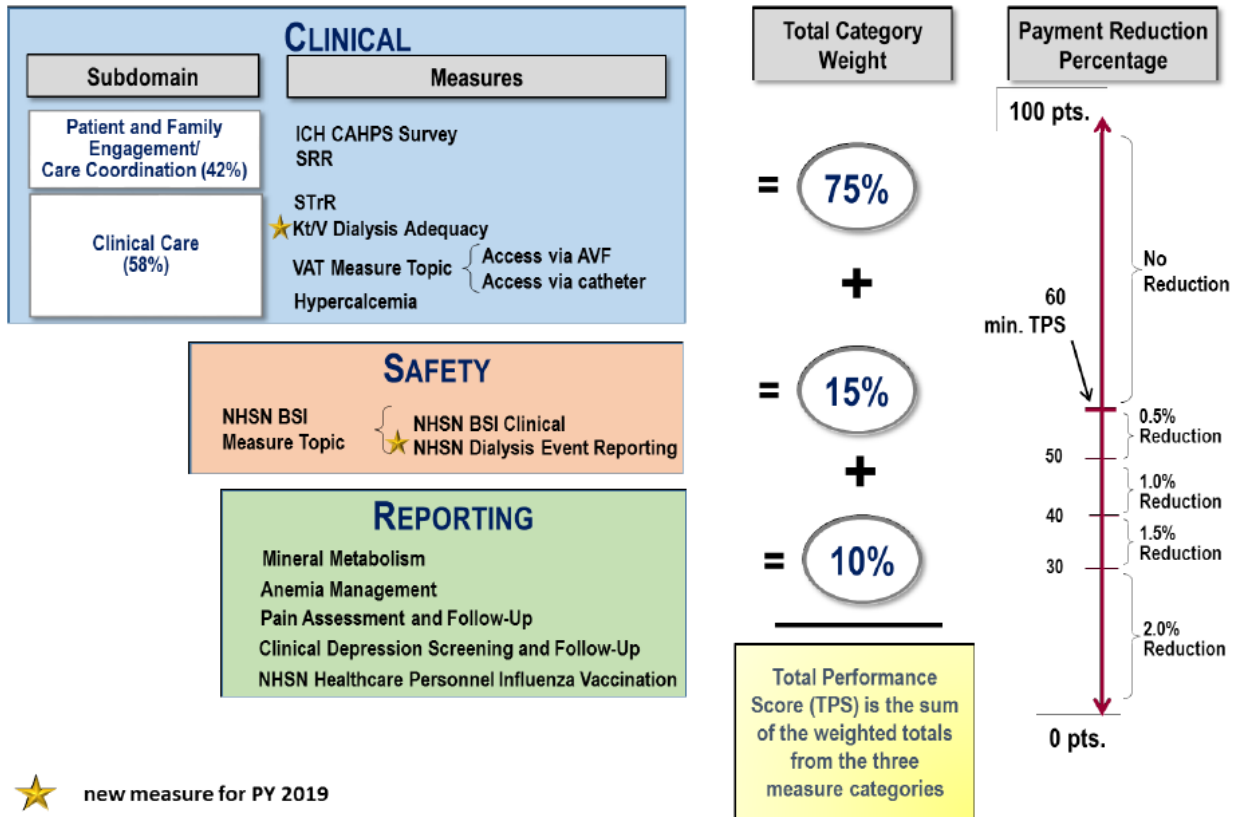 CLINICAL
Subdomain
Measures
Patient and Family
Engagement/
Care Coordination (42%)
ICH CAHPS Survey
SRR
Clinical Care
(58%)
STrR
Kt/V Dialysis Adequacy
VAT Measure Topic
Access via AVF
Access via catheter
Hypercalcemia
SAFETY
NHSN BSI
Measure Topic
NHSN BSI Clinical
NHSN Dialysis Event Reporting
REPORTING
Mineral Metabolism
Anemia Management
Pain Assessment and Follow-Up
Clinical Depression Screening and Follow-Up
NHSN Healthcare Personnel Influenza Vaccination
new measure for PY 2019
Total Category
Weight
= 75%
+
= 15%
+
= 10%
Total Performance
Score (TPS) is the sum
of the weighted totals
from the three
measure categories
Payment Reduction
Percentage
100 pts.
No
Reduction
60
min. TPS
0.5%
Reduction
50
1.0%
Reduction
40
1.5%
Reduction
30
2.0%
Reduction
0 pts.